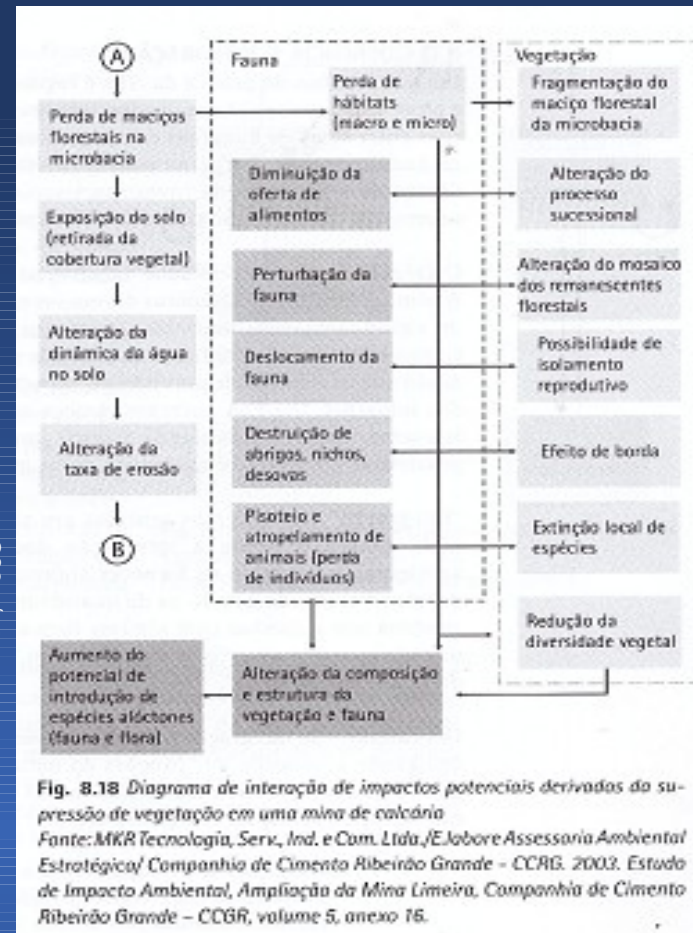 A
Perda de maciços
florestais na
microbacia
Exposição do solo
(retirada da
cobertura vegetal)
Alteração da
dinâmica da água
no solo
Alteração da
taxa de erosão
B
Fauna
Perda de
hábitats
(macro e micro)
Diminuição da
oferta de
alimentos
Perturbação da
fauna
Deslocamento da
fauna
Destruição de
abrigos, nichos,
desovas
Pisoteio e
atropelamento de
animais (perda
de indivíduos)
Vegetação
Fragmentação do
maciço florestal
da microbacia
Alteração do
processo
sucessional
Alteração do mosaico
dos remanescentes
florestais
Possibilidade de
isolamento
reprodutivo
Efeito de borda
Extinção local de
espécies
Redução da
diversidade vegetal
Aumento do
potencial de
introdução de
espécies alóctones
(fauna e flora)
Alteração da composição
e estrutura da
vegetação e fauna
Fig. 8.18 Diagrama de interação de impactos potenciais derivados da su-
pressão de vegetação em uma mina de calcário
Fonte: MKR Tecnologia, Serv., Ind. e Com. Ltda./E.labore Assessoria Ambiental
Estratégica/ Companhia de Cimento Ribeirão Grande - CCRG. 2003. Estudo
de Impacto Ambiental, Ampliação da Mina Limeira, Companhia de Cimento
Ribeirão Grande – CCGR, volume 5, anexo 16.